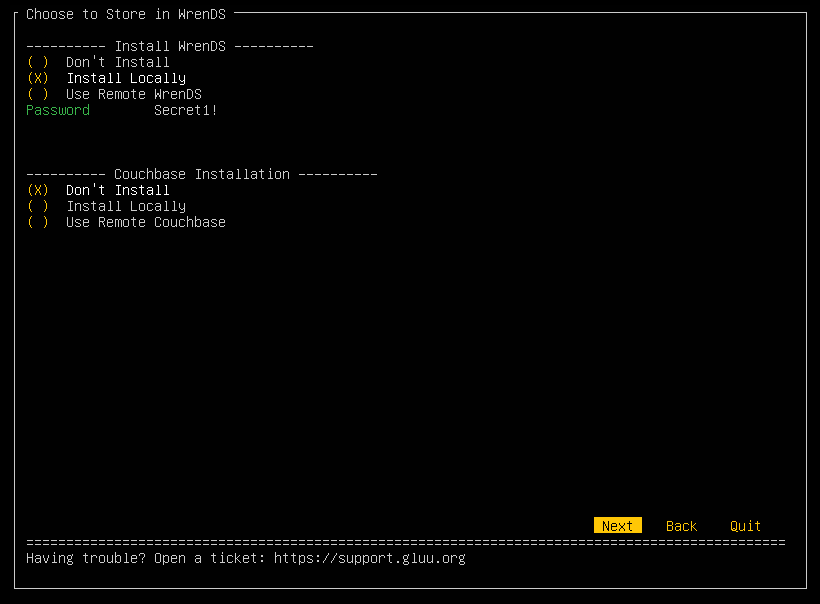 Choose to Store in WrenDS
---------- Install WrenDS ----------
( ) Don't Install
(X) Install Locally
( ) Use Remote WrenDS
Password Secret1!
---------- Couchbase Installation ----------
(X) Don't Install
( ) Install Locally
( ) Use Remote Couchbase
Next Back Quit
===============================================================================================
Having trouble? Open a ticket: https://support.gluu.org